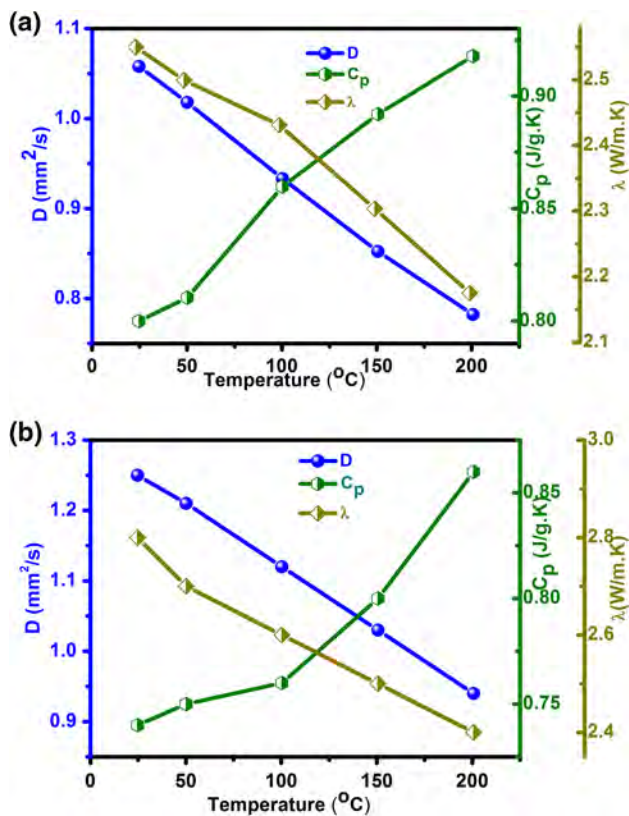 (a)
1.1
1.0
0.9
0.8
D (mm²/s)
D
Cp
λ
0.90
0.85
0.80
Cp (J/g.K)
2.5
2.4
2.3
2.2
2.1
λ (W/m.K)
0 50 100 150 200
Temperature (°C)
(b)
1.3
1.2
1.1
1.0
0.9
D (mm²/s)
D
Cp
λ
0.85
0.80
0.75
Cp (J/g.K)
3.0
2.8
2.6
2.4
λ(W/m.K)
0 50 100 150 200
Temperature (°C)